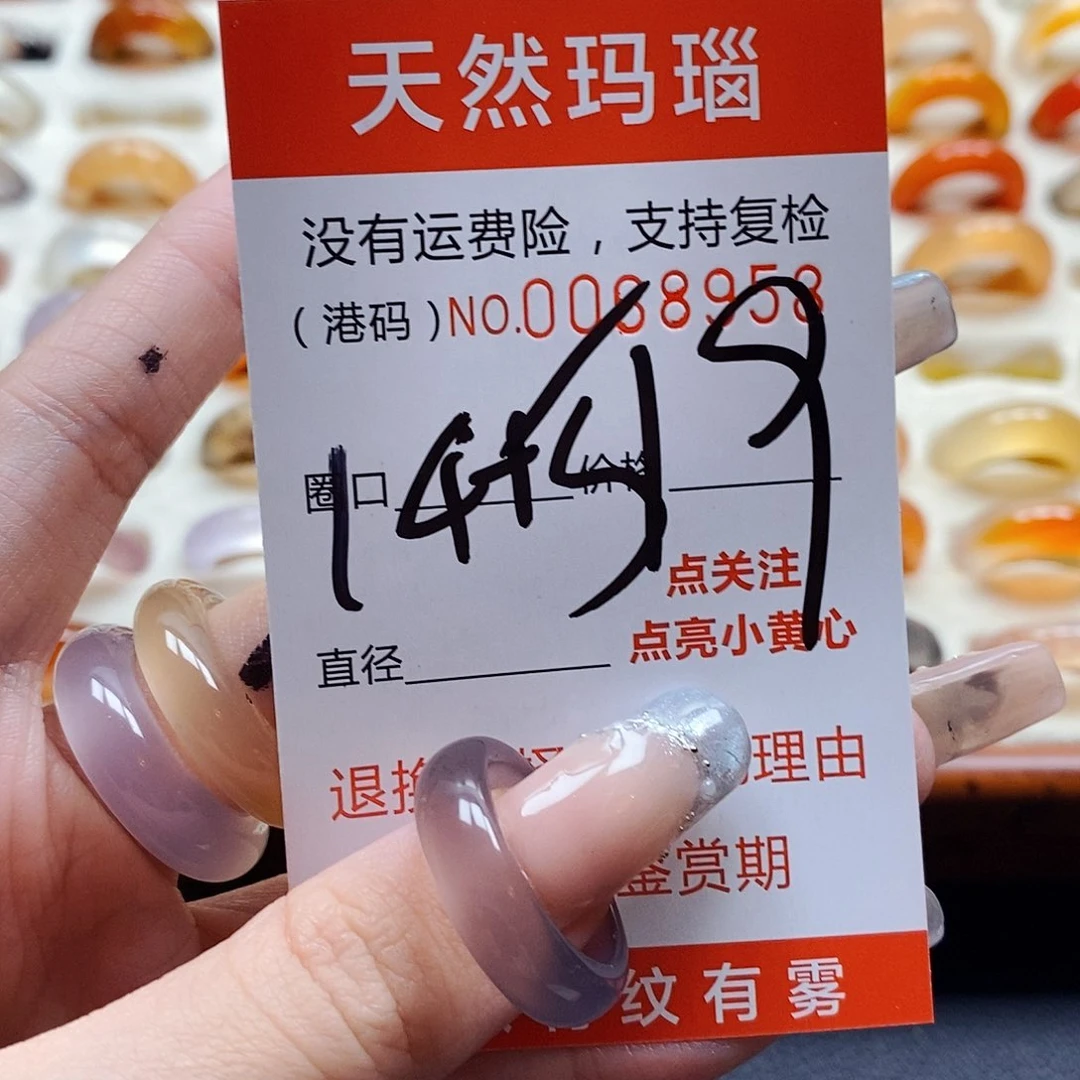 天然玛瑙
没有运费险，支持复检
(港码)NO.0088958
圈口 价格
点关注
直径 点亮小黄心
退换 理由
鉴赏期
纹有雾